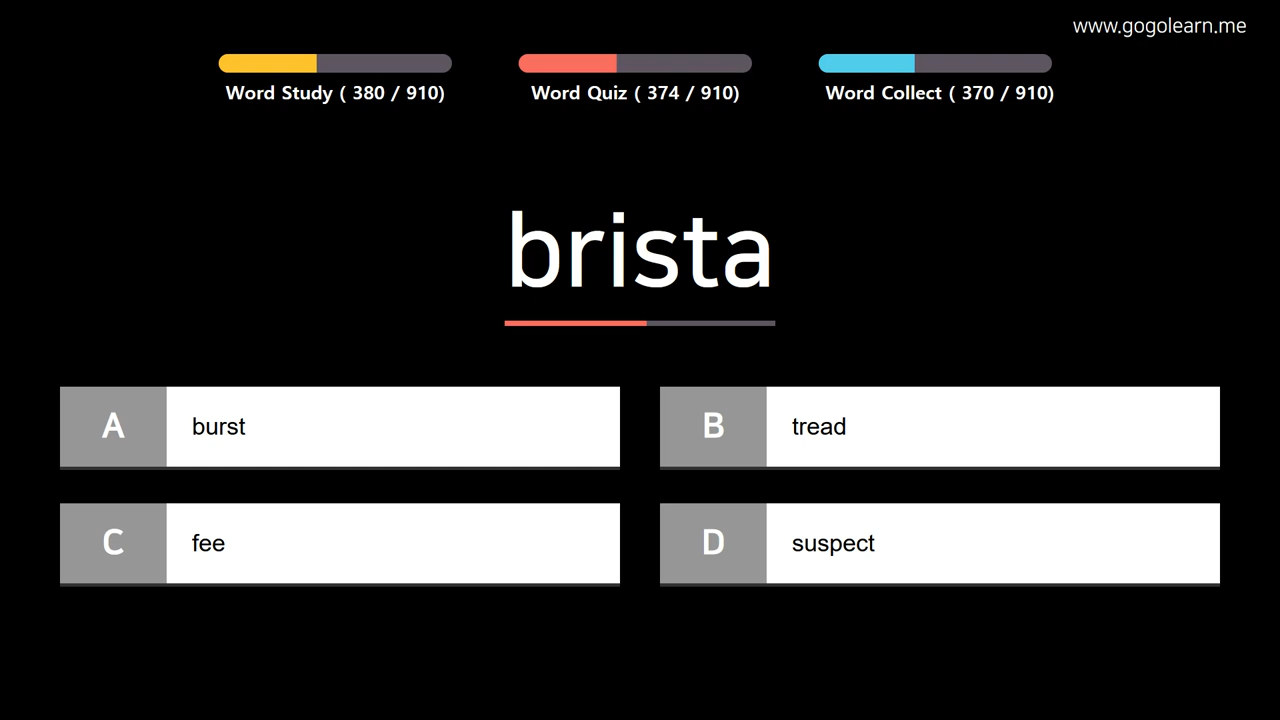 www.gogolearn.me
Word Study ( 380 / 910)
Word Quiz ( 374 / 910)
Word Collect ( 370 / 910)
brista
A burst
B tread
C fee
D suspect